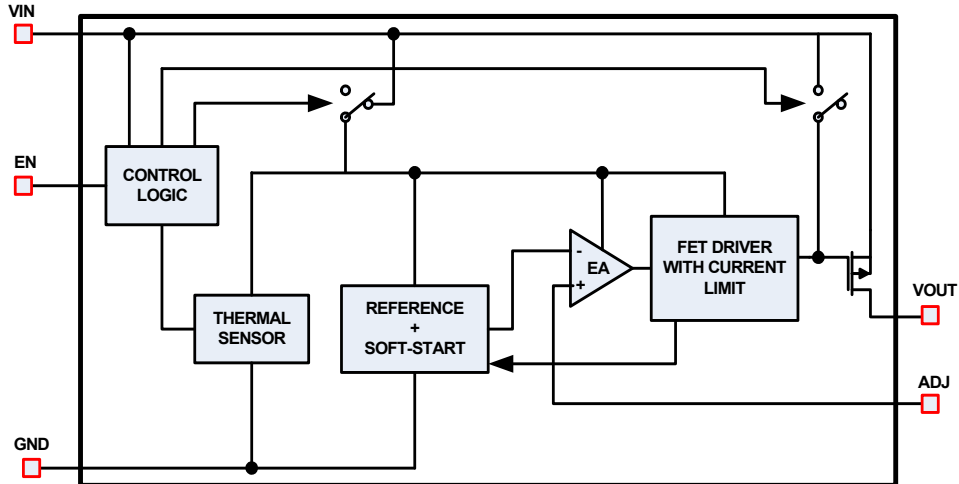 VIN
EN
CONTROL
LOGIC
THERMAL
SENSOR
REFERENCE
+
SOFT-START
-
EA
+
FET DRIVER
WITH CURRENT
LIMIT
VOUT
ADJ
GND